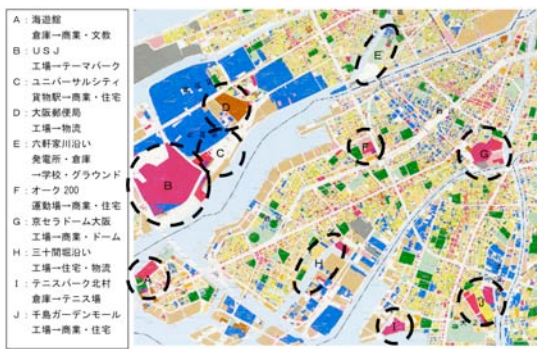 A：海遊館
倉庫→商業・文教
B：USJ
工場→テーマパーク
C：ユニバーサルシティ
貨物駅→商業・住宅
D：大阪郵便局
工場→物流
E：六軒家川沿い
発電所・倉庫
→学校・グラウンド
F：オーク200
運動場→商業・住宅
G：京セラドーム大阪
工場→商業・ドーム
H：三十間堀沿い
工場→住宅・物流
I：テニスパーク北村
倉庫→テニス場
J：千島ガーデンモール
工場→商業・住宅
E
D
C
F
G
B
H
A
I
J